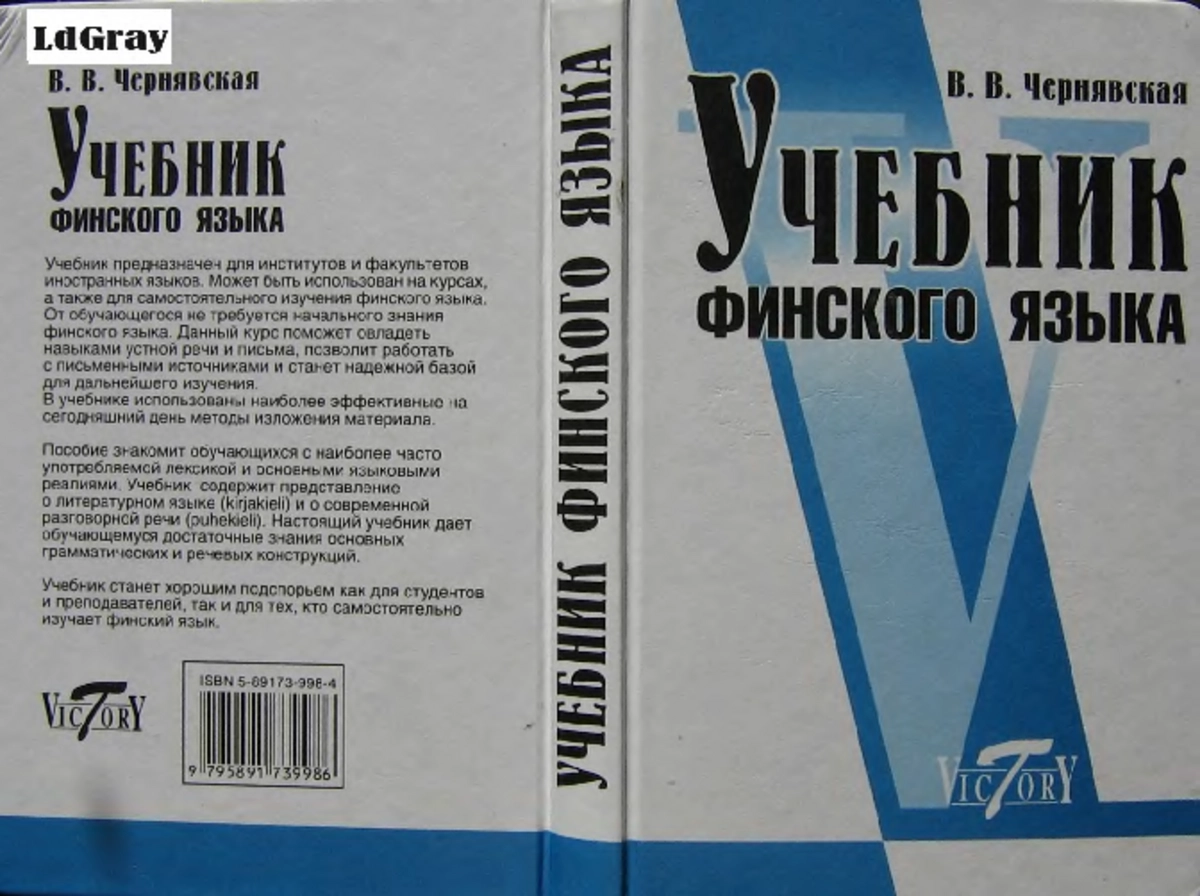 LdGray
В. В. Чернявская
Учебник
финского языка
Учебник предназначен для институтов и факультетов
иностранных языков. Может быть использован на курсах,
а также для самостоятельного изучения финского языка.
От обучающегося не требуется начального знания
финского языка. Данный курс поможет овладеть
навыками устной речи и письма, позволит работать
с письменными источниками и станет надежной базой
для дальнейшего изучения.
В учебнике использованы наиболее эффективные на
сегодняшний день методы изложения материала.
Пособие знакомит обучающихся с наиболее часто
употребляемой лексикой и основными языковыми
реалиями. Учебник содержит представление
о литературном языке (kirjakieli) и о современной
разговорной речи (puhekieli). Настоящий учебник дает
обучающемуся достаточные знания основных
грамматических и речевых конструкций.
Учебник станет хорошим подспорьем как для студентов
и преподавателей, так и для тех, кто самостоятельно
изучает финский язык.
VICTORY
ISBN 5-89173-998-4
9 795891 739986
УЧЕБНИК ФИНСКОГО ЯЗЫКА
В. В. Чернявская
Учебник
финского языка
VICTORY